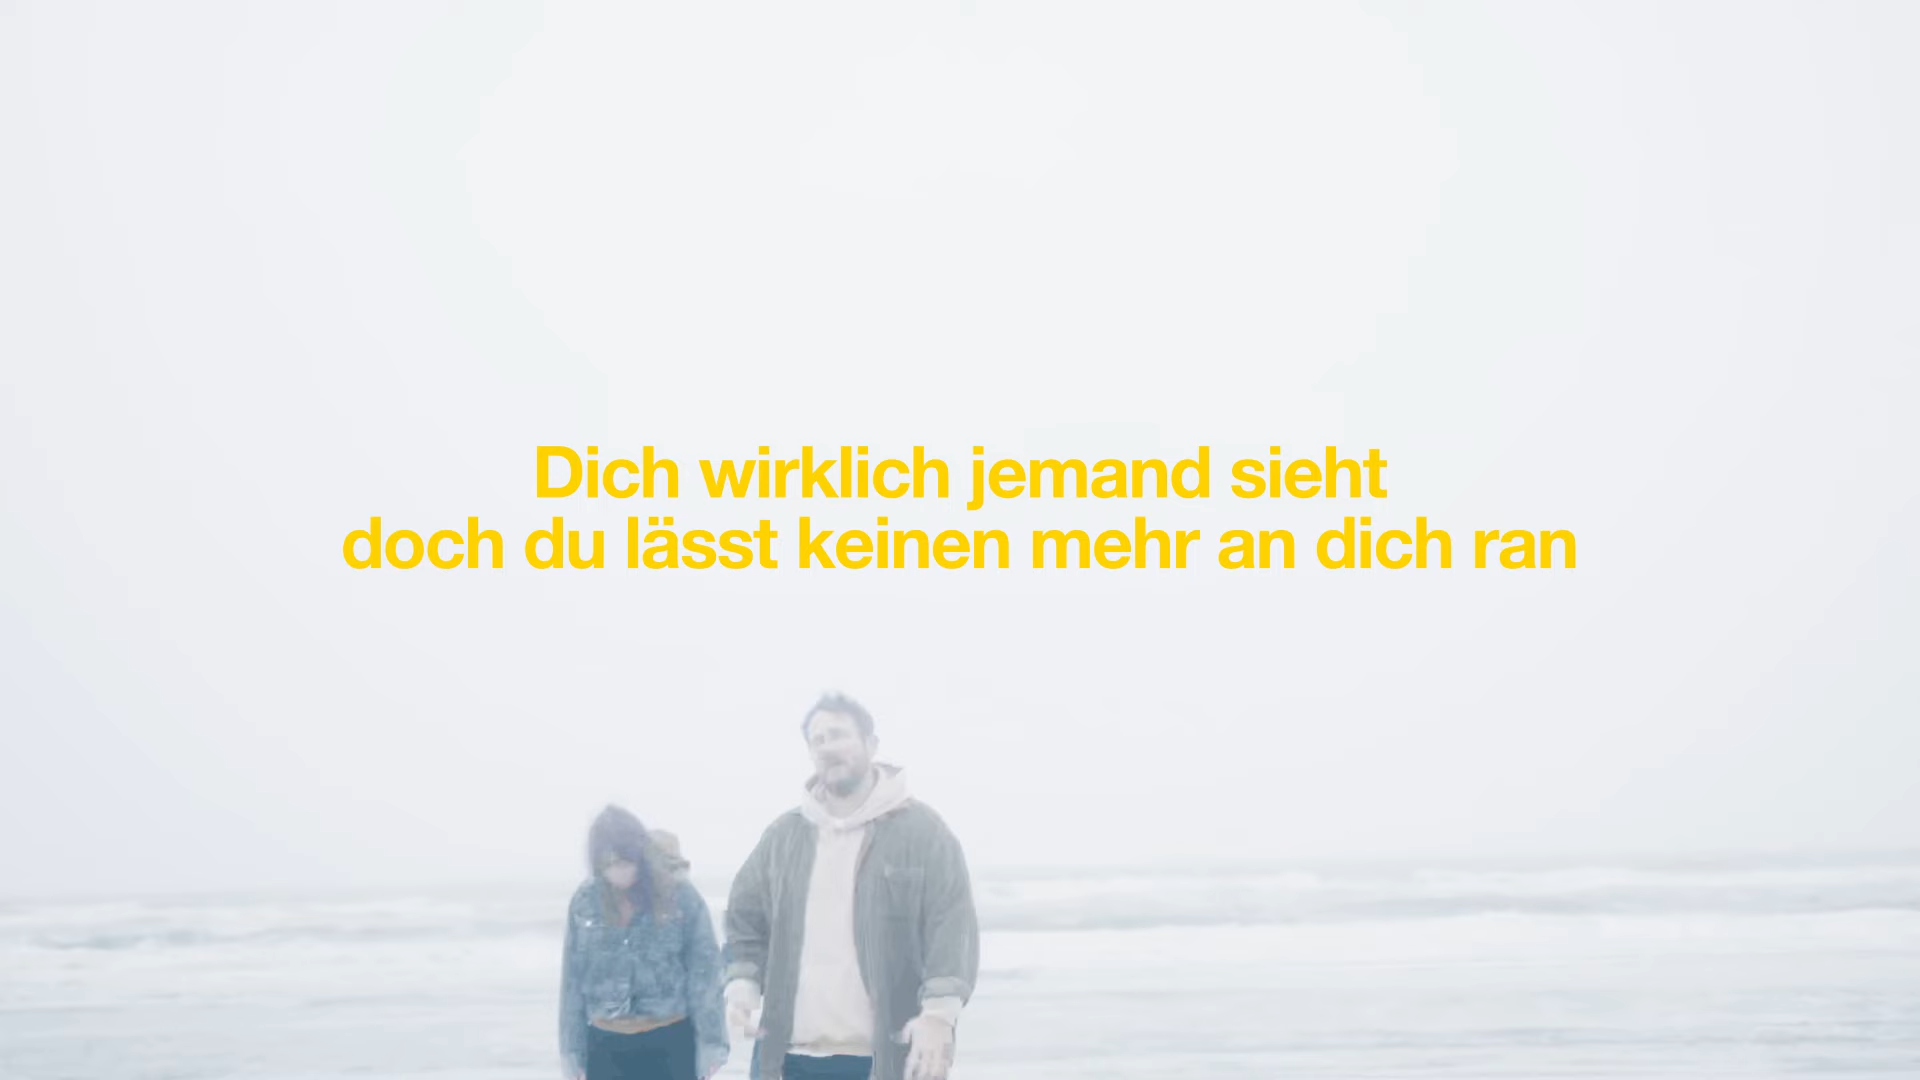 Dich wirklich jemand sieht
doch du lässt keinen mehr an dich ran